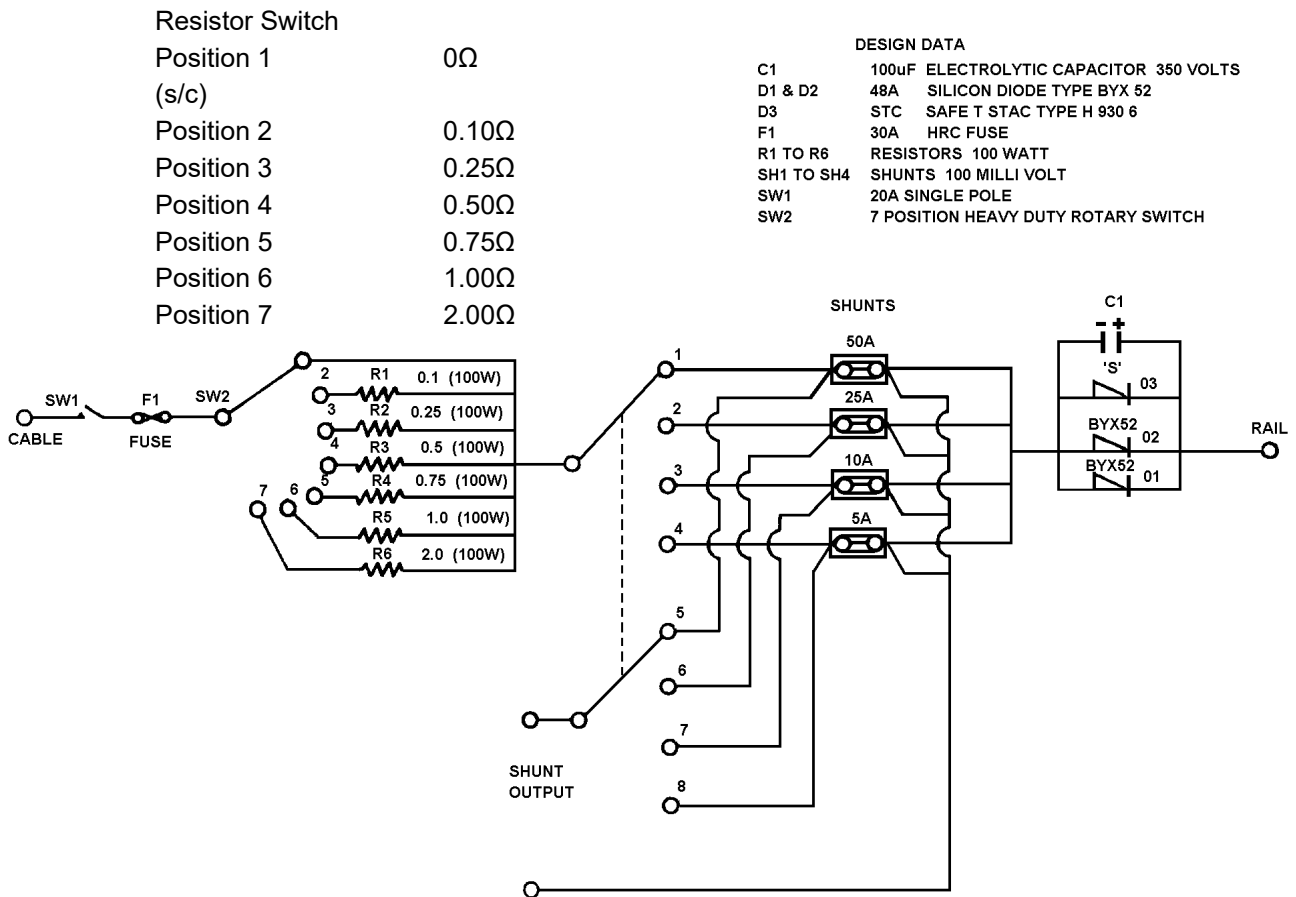 Resistor Switch
Position 1 0Ω
(s/c)
Position 2 0.10Ω
Position 3 0.25Ω
Position 4 0.50Ω
Position 5 0.75Ω
Position 6 1.00Ω
Position 7 2.00Ω
DESIGN DATA
C1 100uF ELECTROLYTIC CAPACITOR 350 VOLTS
D1 & D2 48A SILICON DIODE TYPE BYX 52
D3 STC SAFE T STAC TYPE H 930 6
F1 30A HRC FUSE
R1 TO R6 RESISTORS 100 WATT
SH1 TO SH4 SHUNTS 100 MILLI VOLT
SW1 20A SINGLE POLE
SW2 7 POSITION HEAVY DUTY ROTARY SWITCH
SW1
CABLE
F1
FUSE
SW2
2 R1 0.1 (100W)
3 R2 0.25 (100W)
4 R3 0.5 (100W)
5 R4 0.75 (100W)
6 R5 1.0 (100W)
7 R6 2.0 (100W)
1
2
3
4
5
6
7
8
SHUNT
OUTPUT
SHUNTS
50A
25A
10A
5A
C1
- +
'S'
03
BYX52 02
BYX52 01
RAIL